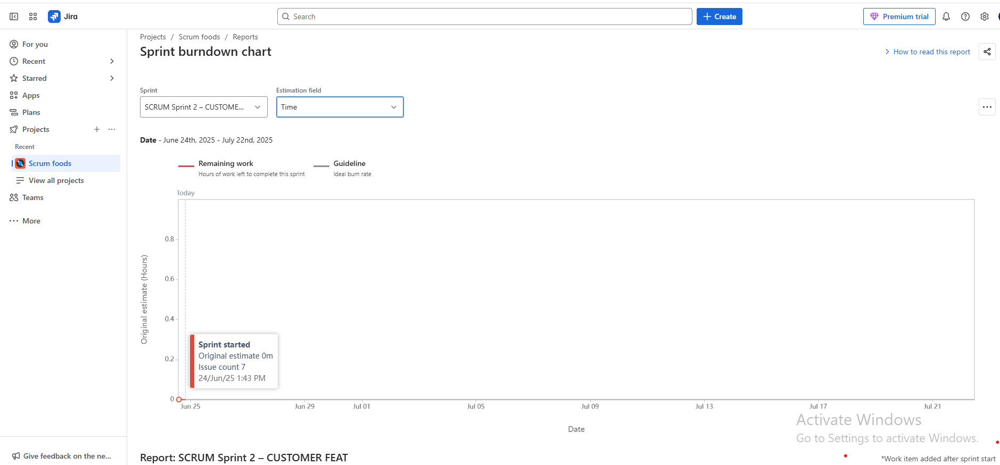 Jira
Search
Create
Premium trial
For you
Recent
Starred
Apps
Plans
Projects
Recent
Scrum foods
View all projects
Teams
More
Give feedback on the ne...
Projects / Scrum foods / Reports
Sprint burndown chart
How to read this report
Sprint
SCRUM Sprint 2 – CUSTOME...
Estimation field
Time
Date - June 24th, 2025 - July 22nd, 2025
Remaining work
Hours of work left to complete this sprint
Guideline
Ideal burn rate
Today
Original estimate (Hours)
0.8
0.6
0.4
0.2
0
Sprint started
Original estimate 0m
Issue count 7
24/Jun/25 1:43 PM
Jun 25 Jun 29 Jul 01 Jul 05 Jul 09 Jul 13 Jul 17 Jul 21
Date
Activate Windows
Go to Settings to activate Windows.
Report: SCRUM Sprint 2 – CUSTOMER FEAT
*Work item added after sprint start